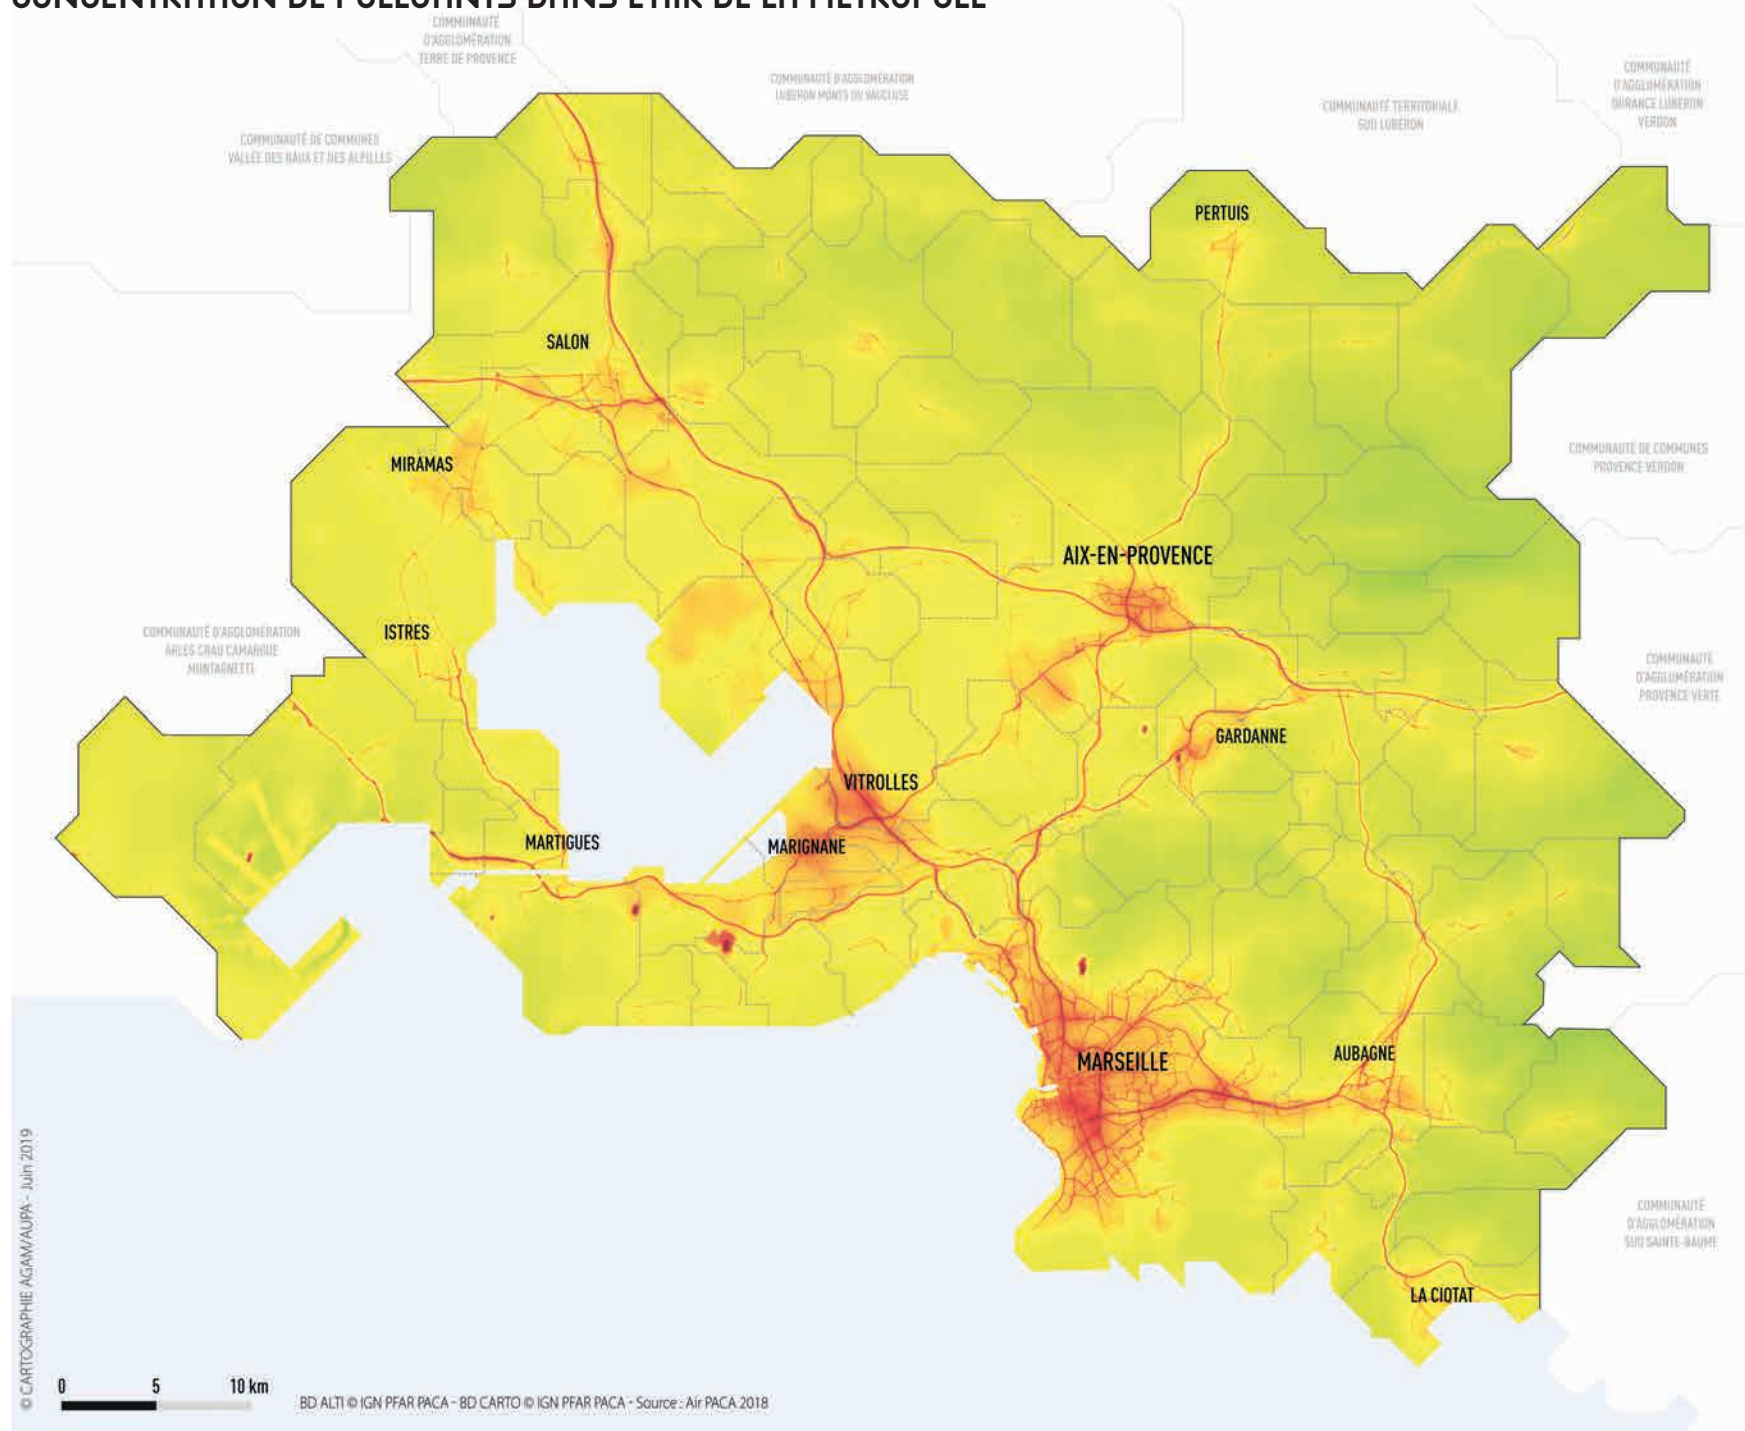 CONCENTRATION DE POLLUANTS DANS L'AIR DE LA MÉTROPOLE
COMMUNAUTÉ
D'AGGLOMÉRATION
TERRE DE PROVENCE
COMMUNAUTÉ D'AGGLOMÉRATION
LUBERON MONTS DU VAUCLUSE
COMMUNAUTÉ TERRITORIALE
SUD LUBÉRON
COMMUNAUTÉ
D'AGGLOMÉRATION
DURANCE LUBÉRON
VERDON
COMMUNAUTÉ DE COMMUNES
VALLÉE DES BAUX ET DES ALPILLES
PERTUIS
SALON
MIRAMAS
COMMUNAUTÉ DE COMMUNES
PROVENCE VERDON
AIX-EN-PROVENCE
ISTRES
COMMUNAUTÉ D'AGGLOMÉRATION
ARLES CRAU CAMARGUE
MONTAGNETTE
COMMUNAUTÉ
D'AGGLOMÉRATION
PROVENCE VERTE
GARDANNE
VITROLLES
MARTIGUES
MARIGNANE
MARSEILLE
AUBAGNE
COMMUNAUTÉ
D'AGGLOMÉRATION
SUD SAINTE-BAUME
LA CIOTAT
© CARTOGRAPHIE AGAM/AUPA - Juin 2019
0 5 10 km
BD ALTI © IGN PFAR PACA - BD CARTO © IGN PFAR PACA - Source : Air PACA 2018